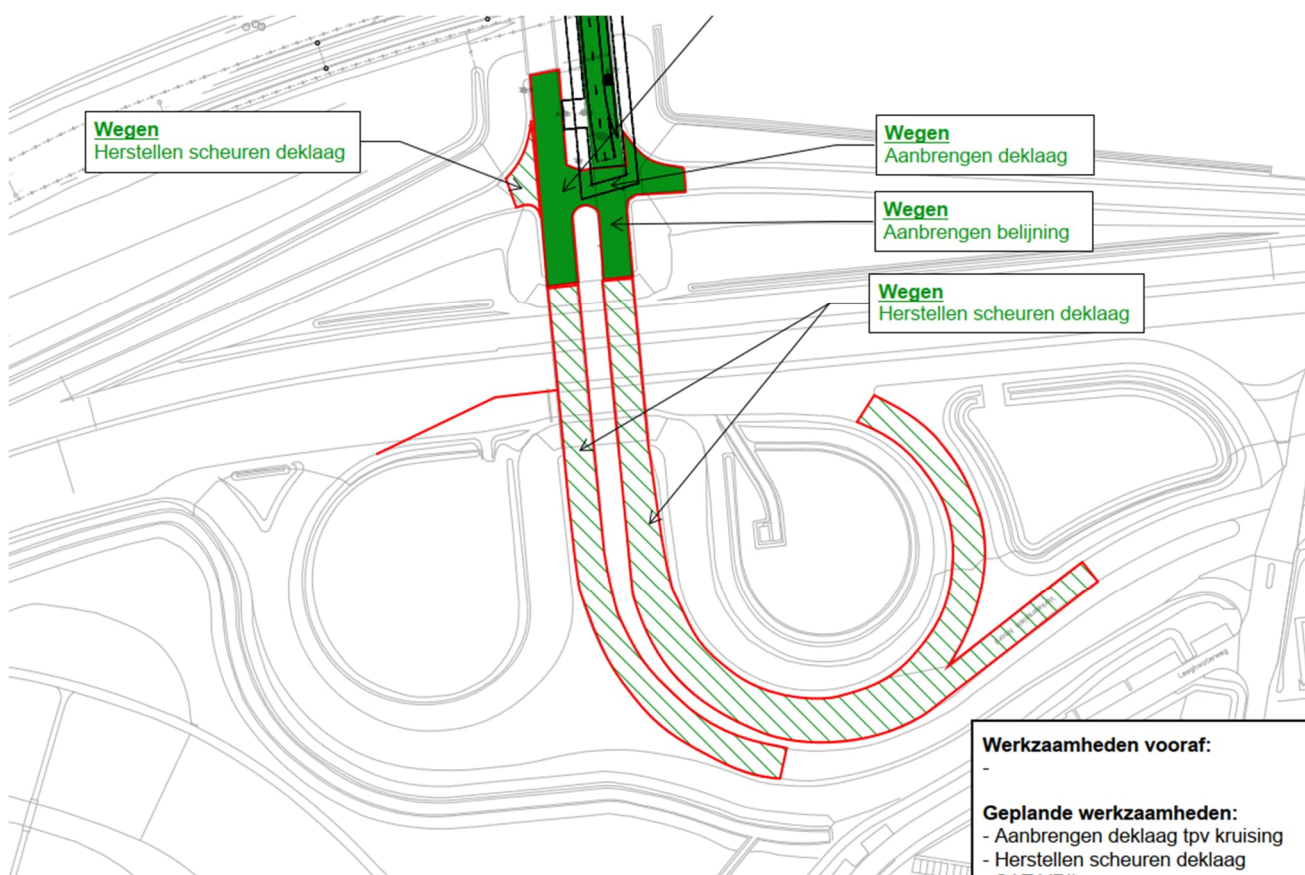 Wegen
Herstellen scheuren deklaag
Wegen
Aanbrengen deklaag
Wegen
Aanbrengen belijning
Wegen
Herstellen scheuren deklaag
Leeghwaterweg
Werkzaamheden vooraf:
-
Geplande werkzaamheden:
- Aanbrengen deklaag tpv kruising
- Herstellen scheuren deklaag